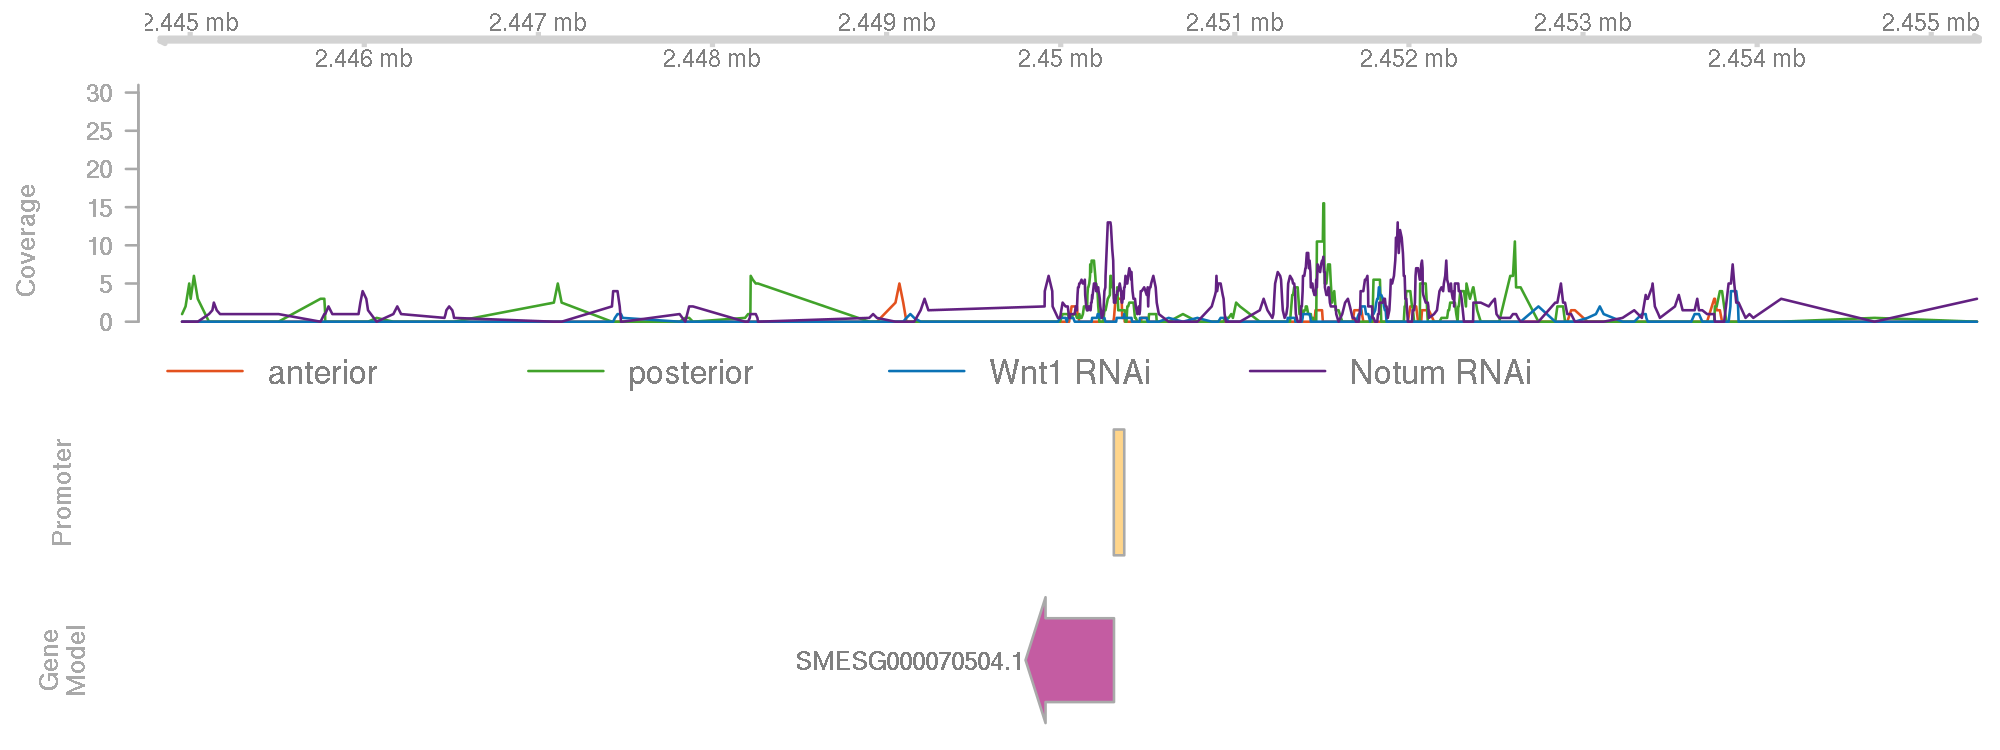 2.445 mb 2.447 mb 2.449 mb 2.451 mb 2.453 mb 2.455 mb
2.446 mb 2.448 mb 2.45 mb 2.452 mb 2.454 mb
30
25
20
15
10
5
0
Coverage
anterior posterior Wnt1 RNAi Notum RNAi
Promoter
Gene
Model
SMESG000070504.1